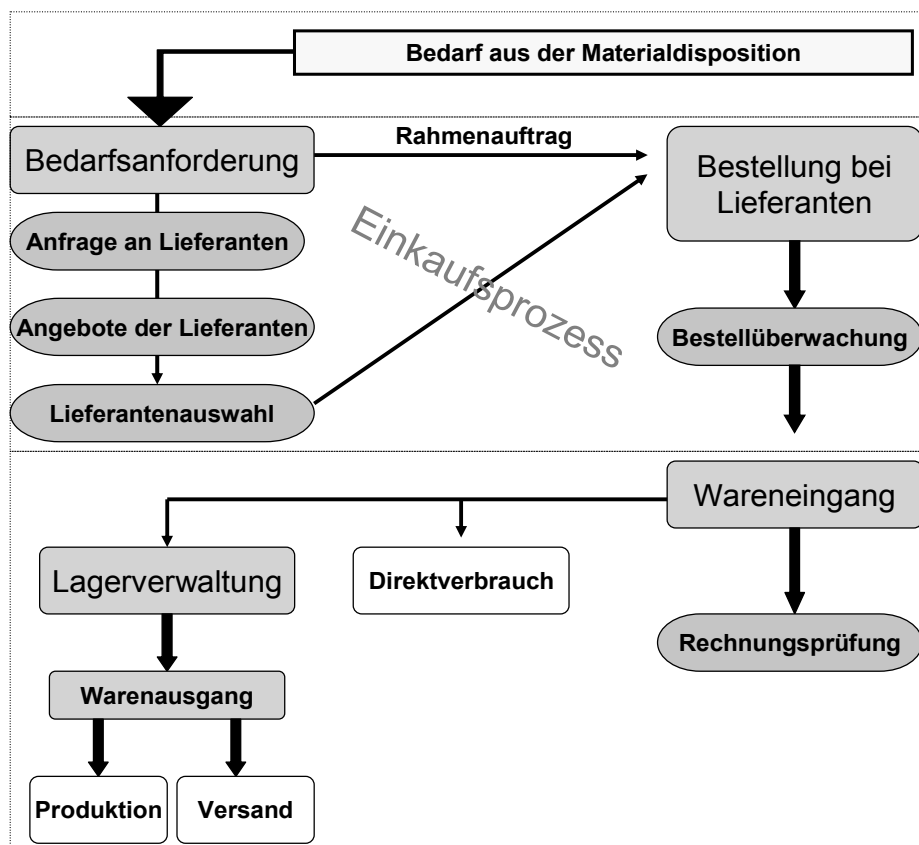 Bedarf aus der Materialdisposition
Bedarfsanforderung
Rahmenauftrag
Bestellung bei
Lieferanten
Anfrage an Lieferanten
Einkaufsprozess
Angebote der Lieferanten
Bestellüberwachung
Lieferantenauswahl
Wareneingang
Lagerverwaltung
Direktverbrauch
Rechnungsprüfung
Warenausgang
Produktion
Versand